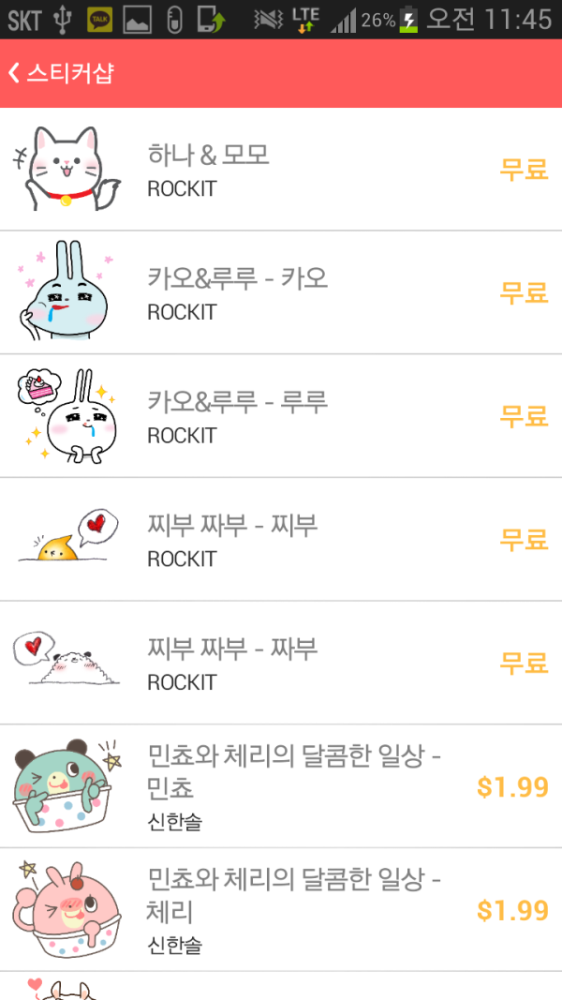 SKT TALK LTE 26% 오전 11:45
스티커샵
하나 & 모모
ROCKIT
무료
카오&루루 - 카오
ROCKIT
무료
카오&루루 - 루루
ROCKIT
무료
찌부 짜부 - 찌부
ROCKIT
무료
찌부 짜부 - 짜부
ROCKIT
무료
민쵸와 체리의 달콤한 일상 -
민쵸
신한솔
$1.99
민쵸와 체리의 달콤한 일상 -
체리
신한솔
$1.99